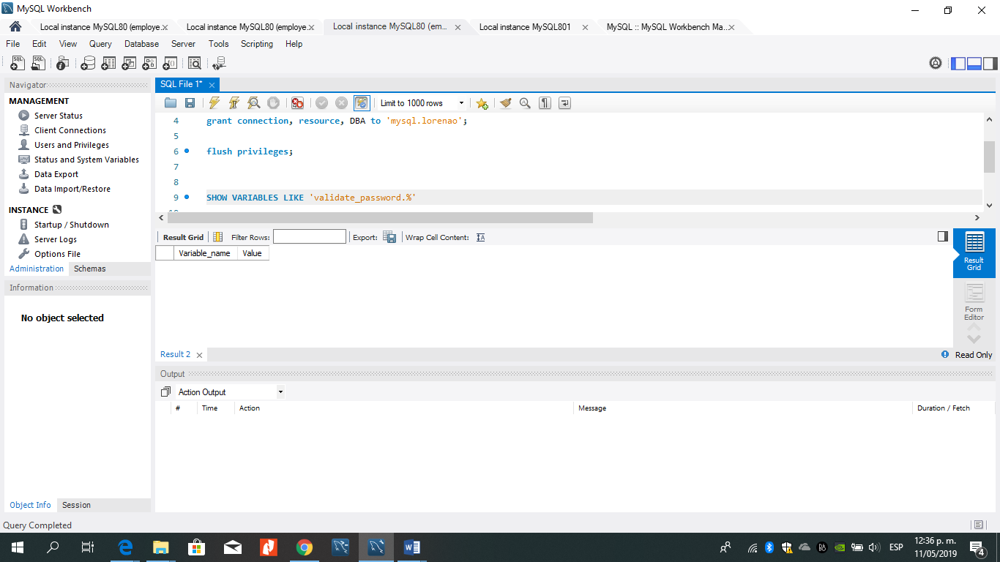 MySQL Workbench
Local instance MySQL80 (employe...
Local instance MySQL80 (employe...
Local instance MySQL80 (em...
Local instance MySQL801
MySQL :: MySQL Workbench Ma...
File Edit View Query Database Server Tools Scripting Help
Navigator
MANAGEMENT
Server Status
Client Connections
Users and Privileges
Status and System Variables
Data Export
Data Import/Restore
INSTANCE
Startup / Shutdown
Server Logs
Options File
Administration Schemas
Information
No object selected
Object Info Session
SQL File 1*
Limit to 1000 rows
4 grant connection, resource, DBA to 'mysql.lorenao';
5
6 flush privileges;
7
8
9 SHOW VARIABLES LIKE 'validate_password.%'
Result Grid Filter Rows: Export: Wrap Cell Content:
Variable_name Value
Result Grid
Form Editor
Result 2
Read Only
Output
Action Output
# Time Action Message Duration / Fetch
Query Completed
ESP
12:36 p. m.
11/05/2019
4